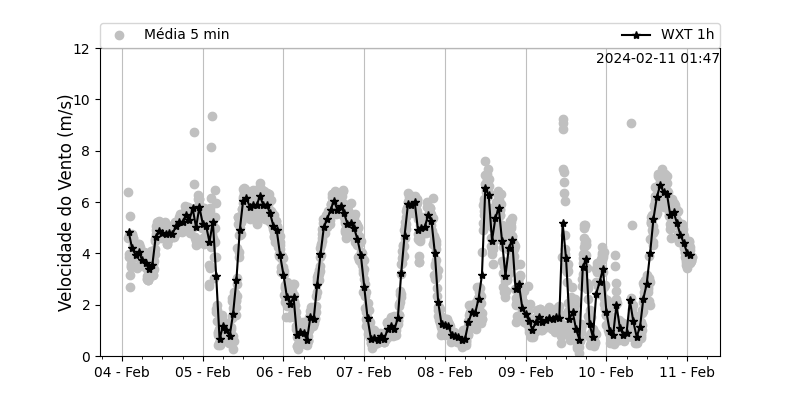 Média 5 min
WXT 1h
2024-02-11 01:47
Velocidade do Vento (m/s)
12
10
8
6
4
2
0
04 - Feb
05 - Feb
06 - Feb
07 - Feb
08 - Feb
09 - Feb
10 - Feb
11 - Feb